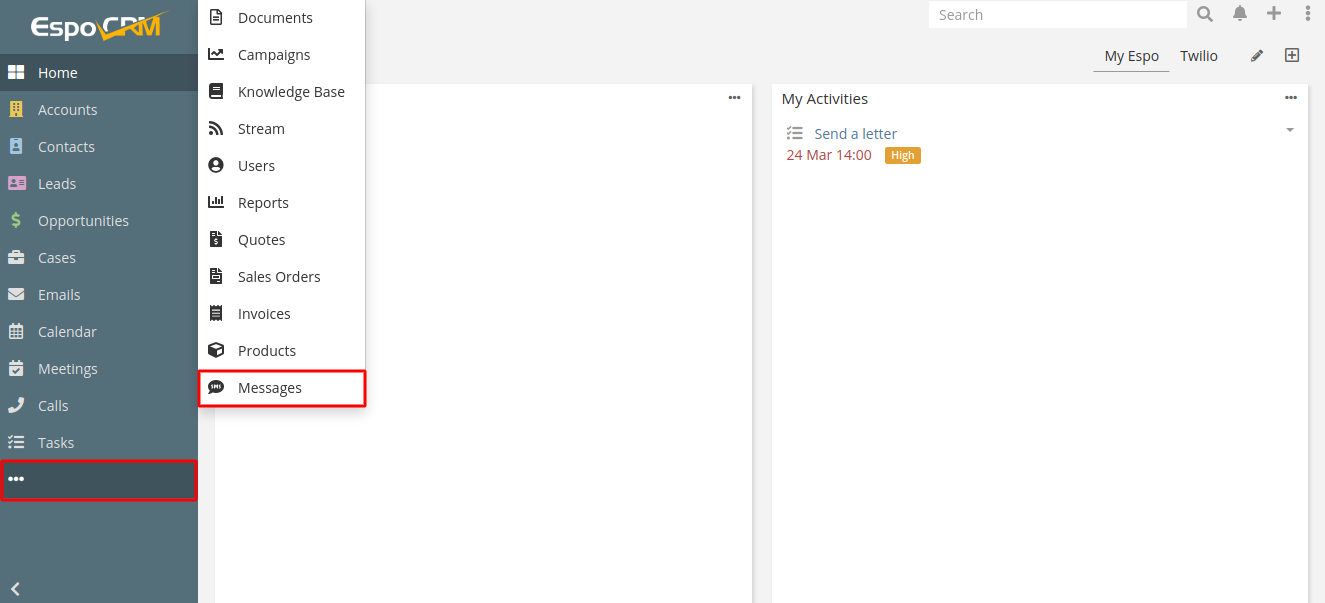 EspoCRM
Home
Accounts
Contacts
Leads
Opportunities
Cases
Emails
Calendar
Meetings
Calls
Tasks
Documents
Campaigns
Knowledge Base
Stream
Users
Reports
Quotes
Sales Orders
Invoices
Products
SMS Messages
Search
My Espo Twilio
My Activities
Send a letter
24 Mar 14:00 High